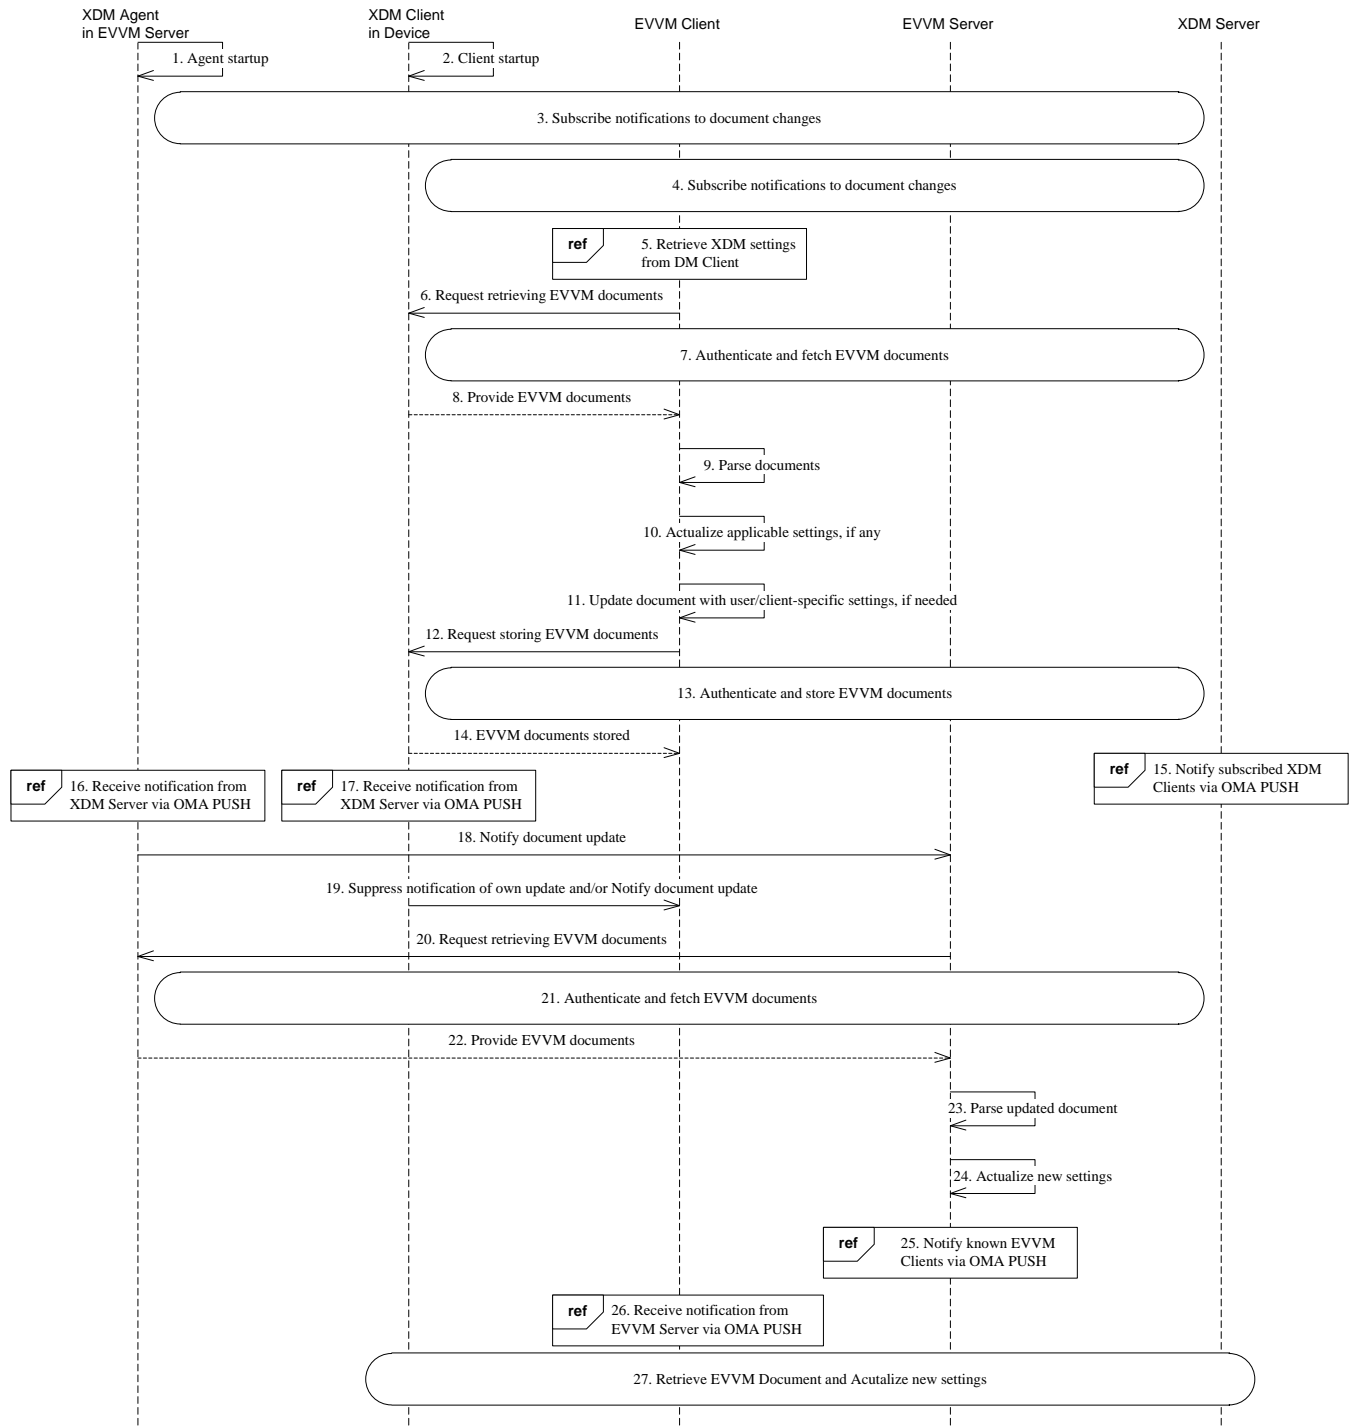 XDM Agent
in EVVM Server
XDM Client
in Device
EVVM Client
EVVM Server
XDM Server
1. Agent startup
2. Client startup
3. Subscribe notifications to document changes
4. Subscribe notifications to document changes
ref
5. Retrieve XDM settings
from DM Client
6. Request retrieving EVVM documents
7. Authenticate and fetch EVVM documents
8. Provide EVVM documents
9. Parse documents
10. Actualize applicable settings, if any
11. Update document with user/client-specific settings, if needed
12. Request storing EVVM documents
13. Authenticate and store EVVM documents
14. EVVM documents stored
ref
15. Notify subscribed XDM
Clients via OMA PUSH
ref
16. Receive notification from
XDM Server via OMA PUSH
ref
17. Receive notification from
XDM Server via OMA PUSH
18. Notify document update
19. Suppress notification of own update and/or Notify document update
20. Request retrieving EVVM documents
21. Authenticate and fetch EVVM documents
22. Provide EVVM documents
23. Parse updated document
24. Actualize new settings
ref
25. Notify known EVVM
Clients via OMA PUSH
ref
26. Receive notification from
EVVM Server via OMA PUSH
27. Retrieve EVVM Document and Acutalize new settings